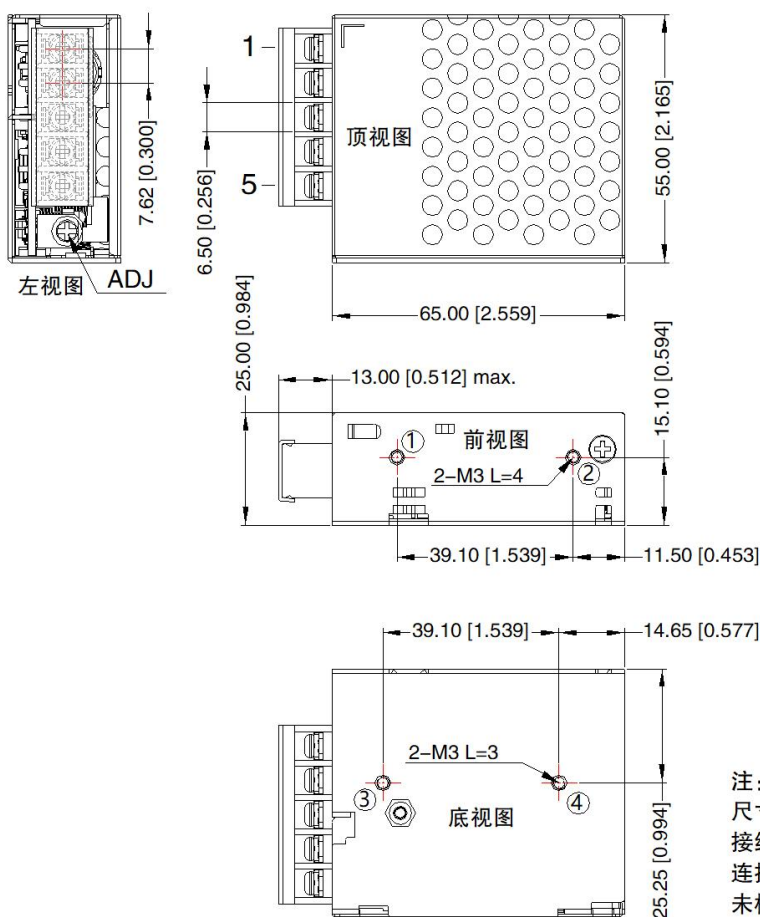 1
5
顶视图
7.62 [0.300]
6.50 [0.256]
55.00 [2.165]
左视图
ADJ
65.00 [2.559]
25.00 [0.984]
13.00 [0.512] max.
15.10 [0.594]
①
前视图
②
2-M3 L=4
39.10 [1.539]
11.50 [0.453]
39.10 [1.539]
14.65 [0.577]
2-M3 L=3
③
④
底视图
25.25 [0.994]
注:
尺寸
连
未